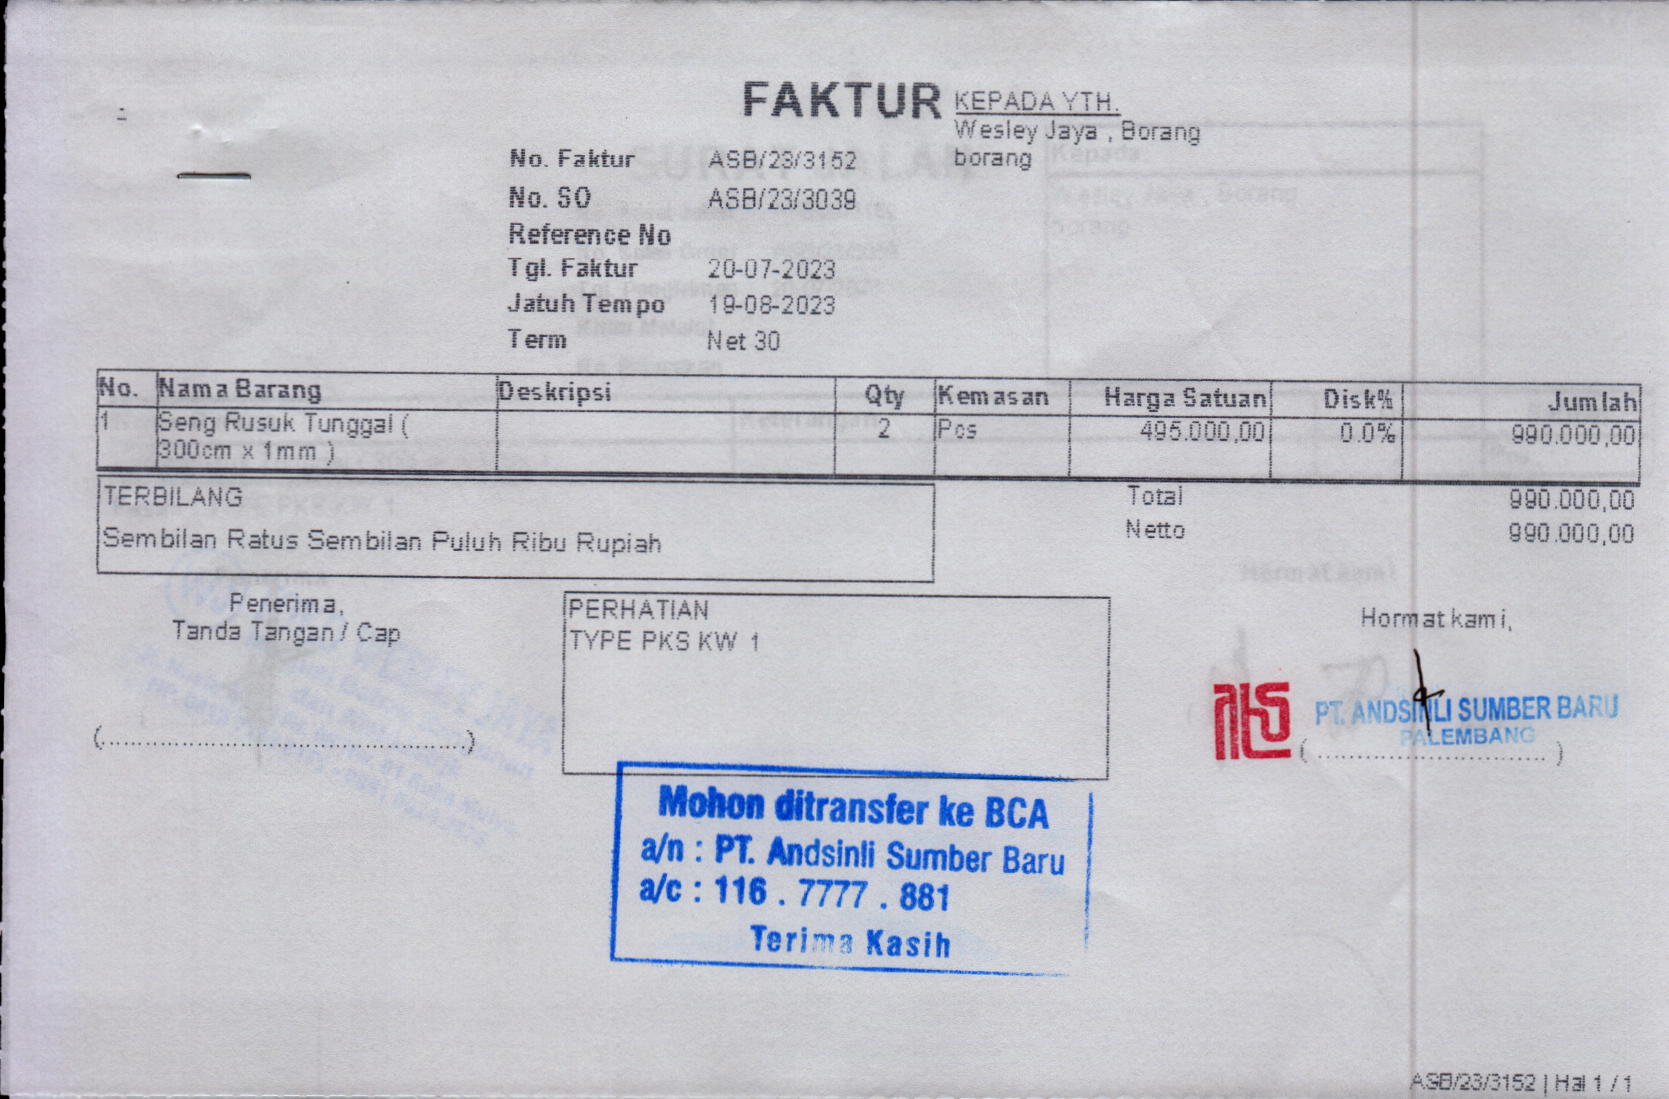 FAKTUR
KEPADA YTH.
Wesley Jaya , Borang
borang
No. Faktur ASB/23/3152
No. SO ASB/23/3039
Reference No
Tgl. Faktur 20-07-2023
Jatuh Tempo 19-08-2023
Term Net 30
No. Nama Barang Deskripsi Qty Kemasan Harga Satuan Disk% Jumlah
1 Seng Rusuk Tunggal ( 2 Pcs 495.000,00 0.0% 990.000,00
300cm x 1mm )
TERBILANG
Sembilan Ratus Sembilan Puluh Ribu Rupiah
Total 990.000,00
Netto 990.000,00
Penerima,
Tanda Tangan / Cap
(..............................................)
PERHATIAN
TYPE PKS KW 1
Hormat kami,
PT. ANDSINLI SUMBER BARU
PALEMBANG
(..............................)
Mohon ditransfer ke BCA
a/n : PT. Andsinli Sumber Baru
a/c : 116 . 7777 . 881
Terima Kasih
ASB/23/3152 | Hal 1 / 1